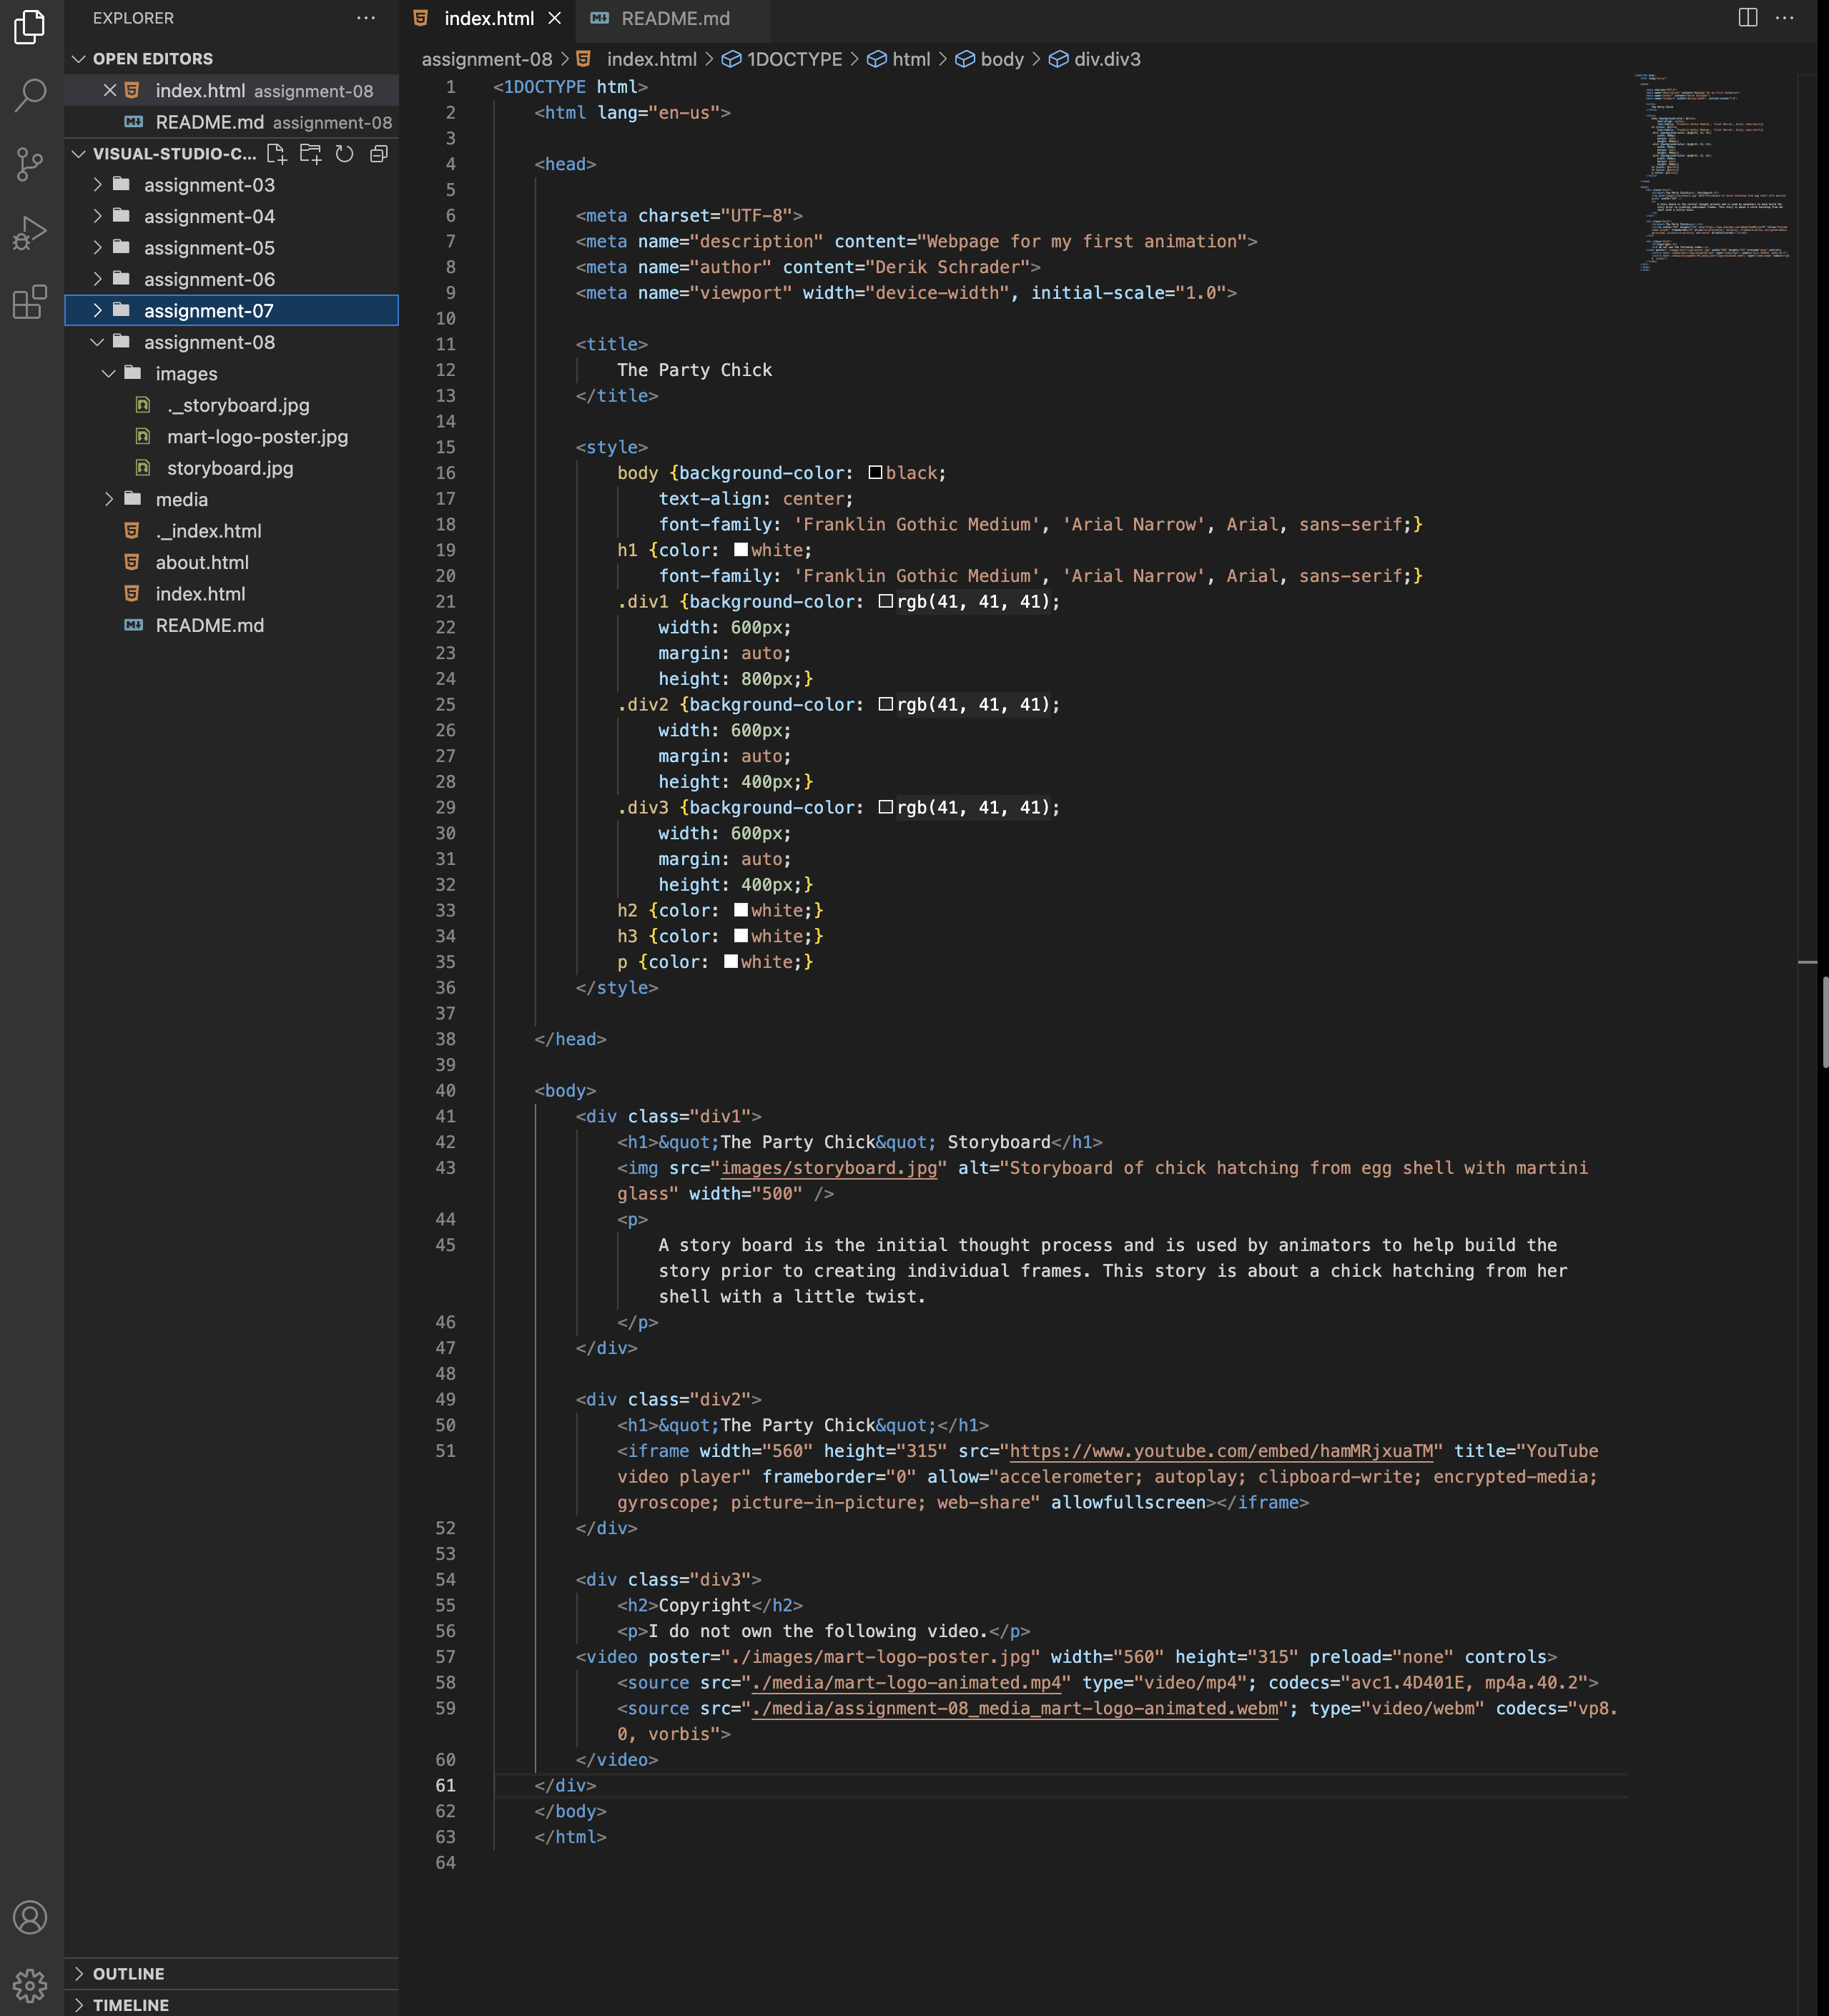 EXPLORER
OPEN EDITORS
index.html assignment-08
README.md assignment-08
VISUAL-STUDIO-C...
assignment-03
assignment-04
assignment-05
assignment-06
assignment-07
assignment-08
images
._storyboard.jpg
mart-logo-poster.jpg
storyboard.jpg
media
._index.html
about.html
index.html
README.md
OUTLINE
TIMELINE
index.html
README.md
assignment-08 > index.html > 1DOCTYPE > html > body > div.div3
1 <1DOCTYPE html>
2 <html lang="en-us">
3
4 <head>
5
6 <meta charset="UTF-8">
7 <meta name="description" content="Webpage for my first animation">
8 <meta name="author" content="Derik Schrader">
9 <meta name="viewport" width="device-width", initial-scale="1.0">
10
11 <title>
12 The Party Chick
13 </title>
14
15 <style>
16 body {background-color: black;
17 text-align: center;
18 font-family: 'Franklin Gothic Medium', 'Arial Narrow', Arial, sans-serif;}
19 h1 {color: white;
20 font-family: 'Franklin Gothic Medium', 'Arial Narrow', Arial, sans-serif;}
21 .div1 {background-color: rgb(41, 41, 41);
22 width: 600px;
23 margin: auto;
24 height: 800px;}
25 .div2 {background-color: rgb(41, 41, 41);
26 width: 600px;
27 margin: auto;
28 height: 400px;}
29 .div3 {background-color: rgb(41, 41, 41);
30 width: 600px;
31 margin: auto;
32 height: 400px;}
33 h2 {color: white;}
34 h3 {color: white;}
35 p {color: white;}
36 </style>
37
38 </head>
39
40 <body>
41 <div class="div1">
42 <h1>&quot;The Party Chick&quot; Storyboard</h1>
43 <img src="images/storyboard.jpg" alt="Storyboard of chick hatching from egg shell with martini
glass" width="500" />
44 <p>
45 A story board is the initial thought process and is used by animators to help build the
story prior to creating individual frames. This story is about a chick hatching from her
shell with a little twist.
46 </p>
47 </div>
48
49 <div class="div2">
50 <h1>&quot;The Party Chick&quot;</h1>
51 <iframe width="560" height="315" src="https://www.youtube.com/embed/hamMRjxuaTM" title="YouTube
video player" frameborder="0" allow="accelerometer; autoplay; clipboard-write; encrypted-media;
gyroscope; picture-in-picture; web-share" allowfullscreen></iframe>
52 </div>
53
54 <div class="div3">
55 <h2>Copyright</h2>
56 <p>I do not own the following video.</p>
57 <video poster="./images/mart-logo-poster.jpg" width="560" height="315" preload="none" controls>
58 <source src="./media/mart-logo-animated.mp4" type="video/mp4"; codecs="avc1.4D401E, mp4a.40.2">
59 <source src="./media/assignment-08_media_mart-logo-animated.webm"; type="video/webm" codecs="vp8.
0, vorbis">
60 </video>
61 </div>
62 </body>
63 </html>
64